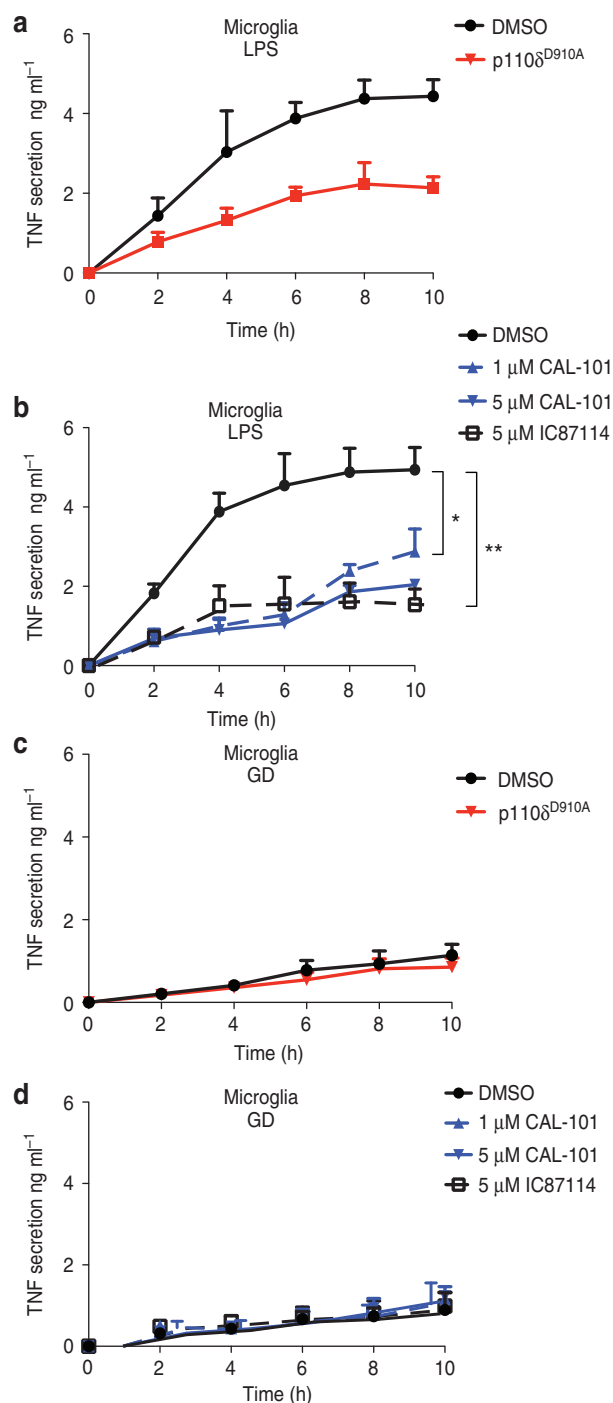 a
Microglia
LPS
DMSO
p110δD910A
TNF secretion ng ml−1
6
4
2
0
0 2 4 6 8 10
Time (h)
b
Microglia
LPS
DMSO
1 μM CAL-101
5 μM CAL-101
5 μM IC87114
TNF secretion ng ml−1
6
4
2
0
*
**
0 2 4 6 8 10
Time (h)
c
Microglia
GD
DMSO
p110δD910A
TNF secretion ng ml−1
6
4
2
0
0 2 4 6 8 10
Time (h)
d
Microglia
GD
DMSO
1 μM CAL-101
5 μM CAL-101
5 μM IC87114
TNF secretion ng ml−1
6
4
2
0
0 2 4 6 8 10
Time (h)